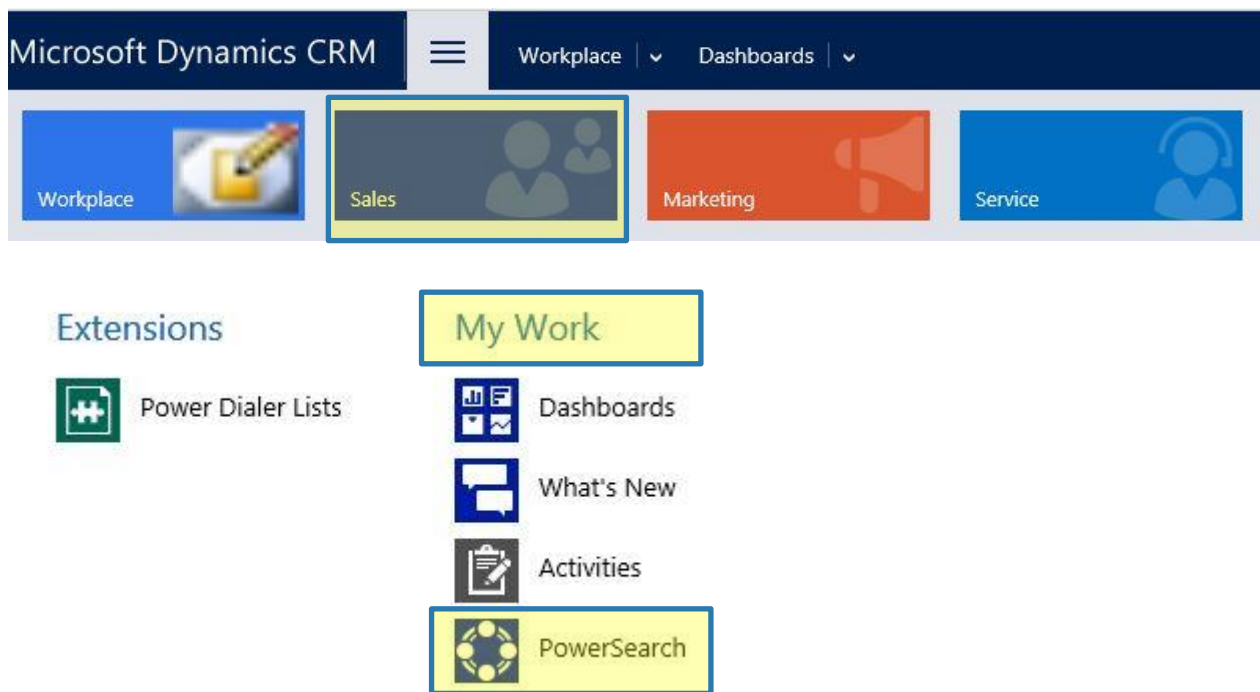 Microsoft Dynamics CRM Workplace Dashboards
Workplace Sales Marketing Service
Extensions My Work
Power Dialer Lists Dashboards
What's New
Activities
PowerSearch